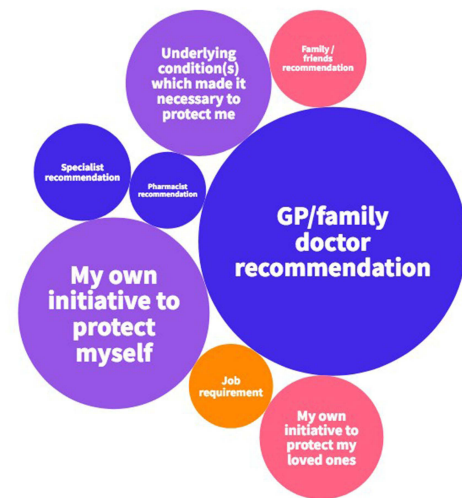 Underlying
condition(s)
which made it
necessary to
protect me
Family /
friends
recommendation
Specialist
recommendation
Pharmacist
recommendation
GP/family
doctor
recommendation
My own
initiative to
protect
myself
Job
requirement
My own
initiative to
protect my
loved ones